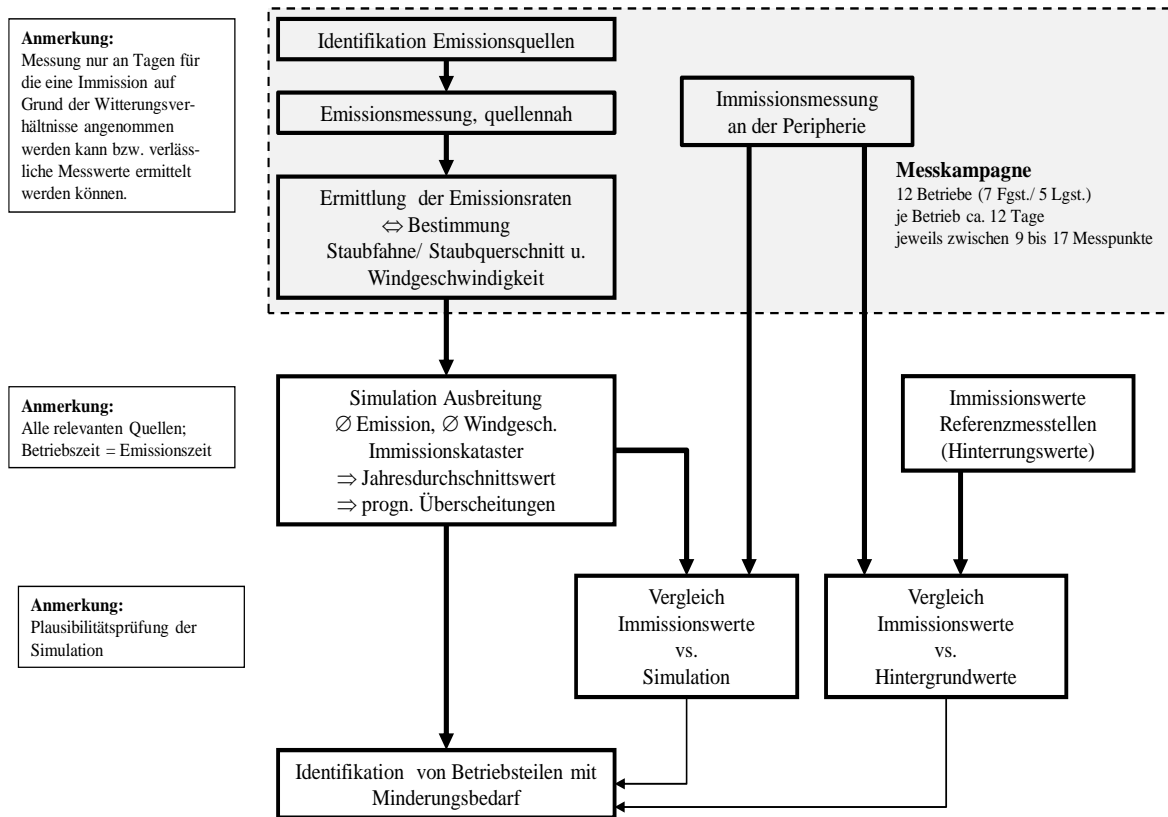 Anmerkung:
Messung nur an Tagen für
die eine Immission auf
Grund der Witterungsver-
hältnisse angenommen
werden kann bzw. verläss-
liche Messwerte ermittelt
werden können.
Identifikation Emissionsquellen
Emissionsmessung, quellennah
Ermittlung der Emissionsraten
⇔ Bestimmung
Staubfahne/ Staubquerschnitt u.
Windgeschwindigkeit
Immissionsmessung
an der Peripherie
Messkampagne
12 Betriebe (7 Fgst./ 5 Lgst.)
je Betrieb ca. 12 Tage
jeweils zwischen 9 bis 17 Messpunkte
Anmerkung:
Alle relevanten Quellen;
Betriebszeit = Emissionszeit
Simulation Ausbreitung
∅ Emission, ∅ Windgesch.
Immissionskataster
⇒ Jahresdurchschnittswert
⇒ progn. Überscheitungen
Immissionswerte
Referenzmesstellen
(Hinterrungswerte)
Anmerkung:
Plausibilitätsprüfung der
Simulation
Vergleich
Immissionswerte
vs.
Simulation
Vergleich
Immissionswerte
vs.
Hintergrundwerte
Identifikation von Betriebsteilen mit
Minderungsbedarf